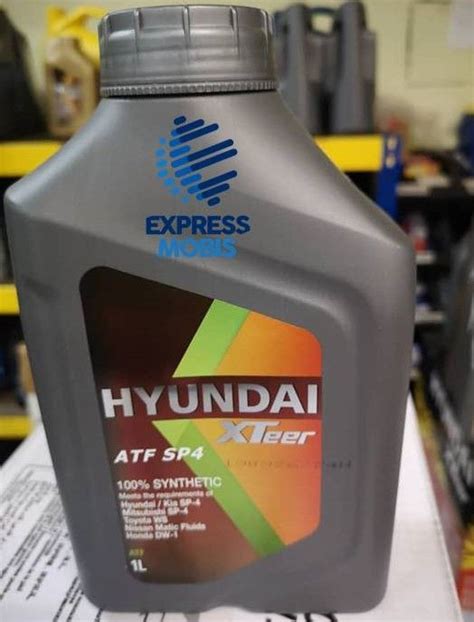 EXPRESS
MOBIS
HYUNDAI
XTeer
ATF SP4
100% SYNTHETIC
Meets the requirements of
Hyundai / Kia SP-4
Mitsubishi SP-4
Toyota WS
Nissan Matic Fluids
Honda DW-1
ATF
1L